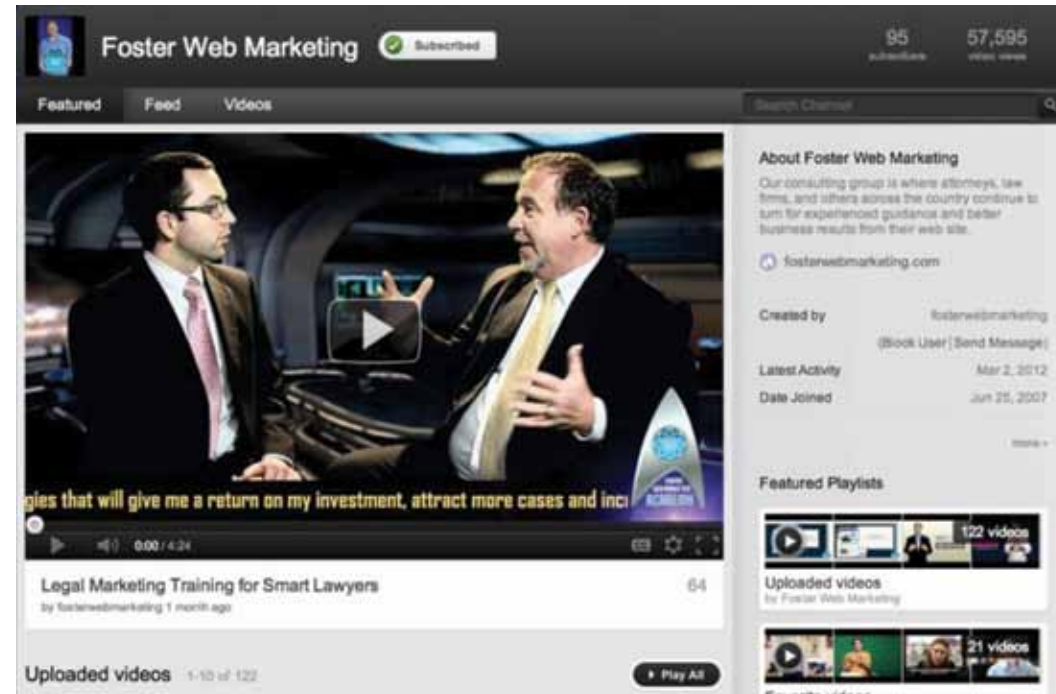 Foster Web Marketing
Subscribed
95
subscribers
57,595
video views
Featured Feed Videos
Search Channel
gies that will give me a return on my investment, attract more cases and inc
ACADEMY
0:00 / 4:24
Legal Marketing Training for Smart Lawyers
64
by fosterwebmarketing 1 month ago
Uploaded videos 1-10 of 122
Play All
About Foster Web Marketing
Our consulting group is where attorneys, law
firms, and others across the country continue to
turn for experienced guidance and better
business results from their web site.
fosterwebmarketing.com
Created by fosterwebmarketing
(Block User | Send Message)
Latest Activity Mar 2, 2012
Date Joined Jun 25, 2007
more »
Featured Playlists
122 videos
Uploaded videos
by Foster Web Marketing
21 videos